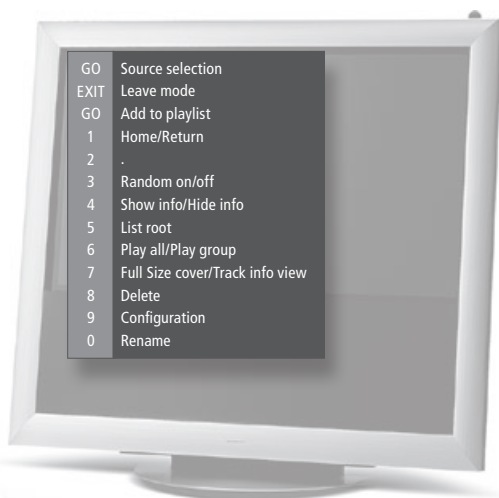 GO Source selection
EXIT Leave mode
GO Add to playlist
1 Home/Return
2 .
3 Random on/off
4 Show info/Hide info
5 List root
6 Play all/Play group
7 Full Size cover/Track info view
8 Delete
9 Configuration
0 Rename